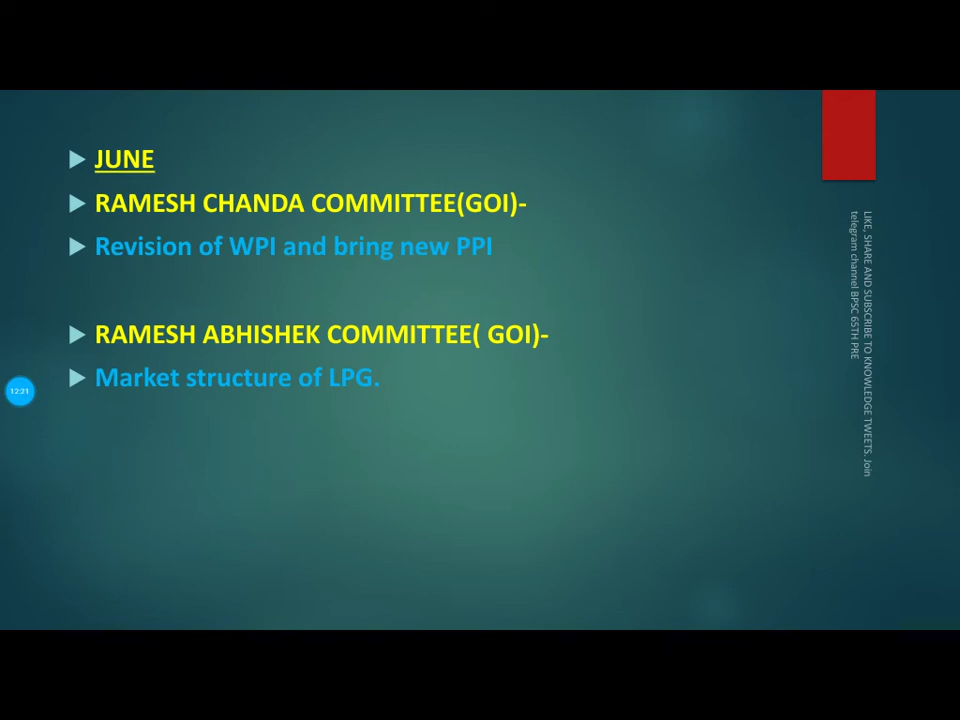 JUNE
RAMESH CHANDA COMMITTEE(GOI)-
Revision of WPI and bring new PPI
RAMESH ABHISHEK COMMITTEE( GOI)-
Market structure of LPG.
12:31
LIKE, SHARE AND SUBSCRIBE TO KNOWLEDGE TWEETS. Join
telegram channel BPSC 65TH PRE